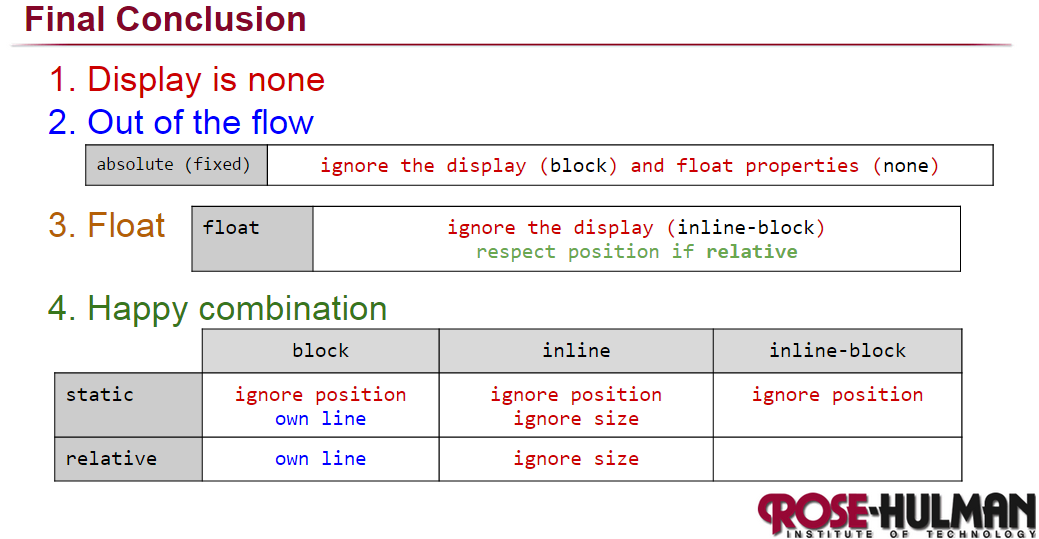 Final Conclusion
1. Display is none
2. Out of the flow
absolute (fixed) ignore the display (block) and float properties (none)
3. Float
float ignore the display (inline-block)
respect position if relative
4. Happy combination
block inline inline-block
static ignore position ignore position ignore position
own line ignore size
relative own line ignore size
ROSE-HULMAN
INSTITUTE OF TECHNOLOGY